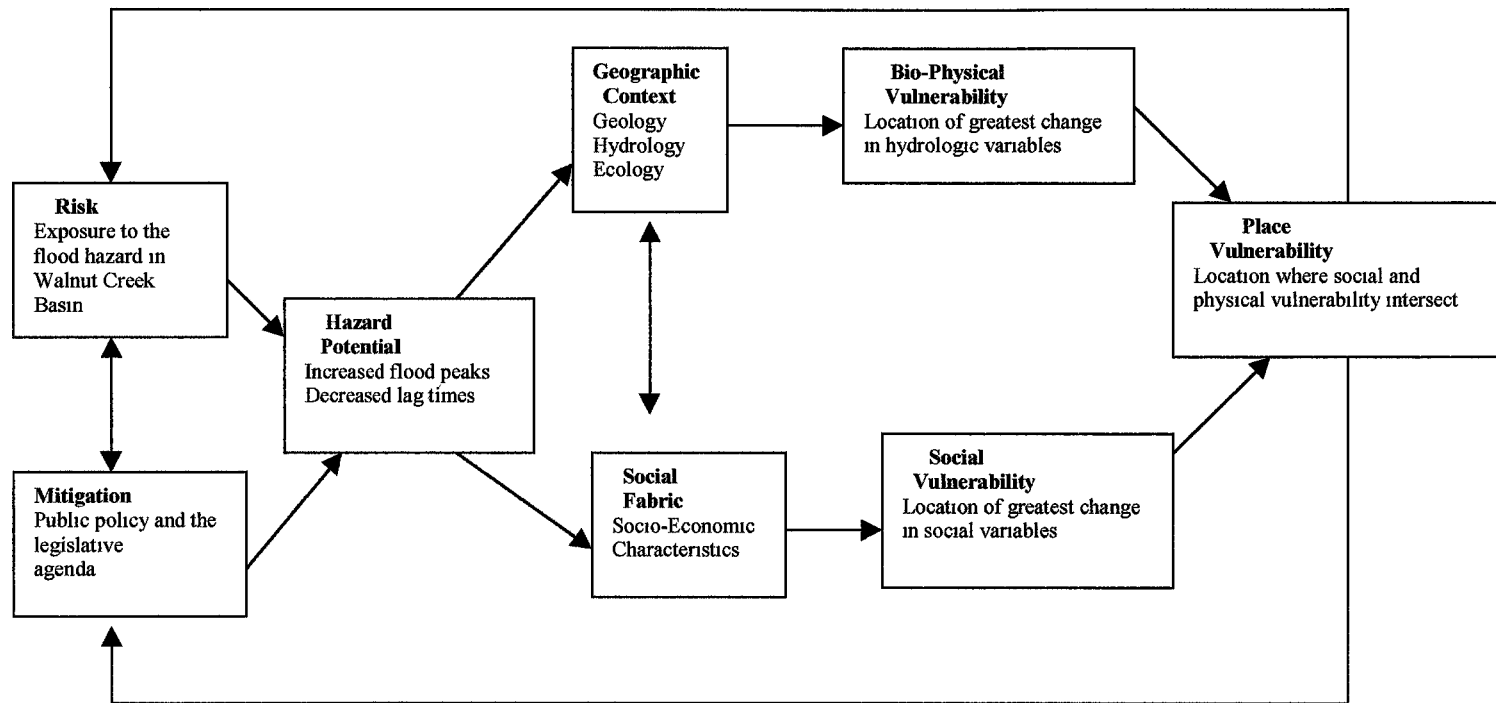 Risk
Exposure to the
flood hazard in
Walnut Creek
Basin
Mitigation
Public policy and the
legislative
agenda
Hazard
Potential
Increased flood peaks
Decreased lag times
Geographic
Context
Geology
Hydrology
Ecology
Social
Fabric
Socio-Economic
Characteristics
Bio-Physical
Vulnerability
Location of greatest change
in hydrologic variables
Social
Vulnerability
Location of greatest change
in social variables
Place
Vulnerability
Location where social and
physical vulnerability intersect